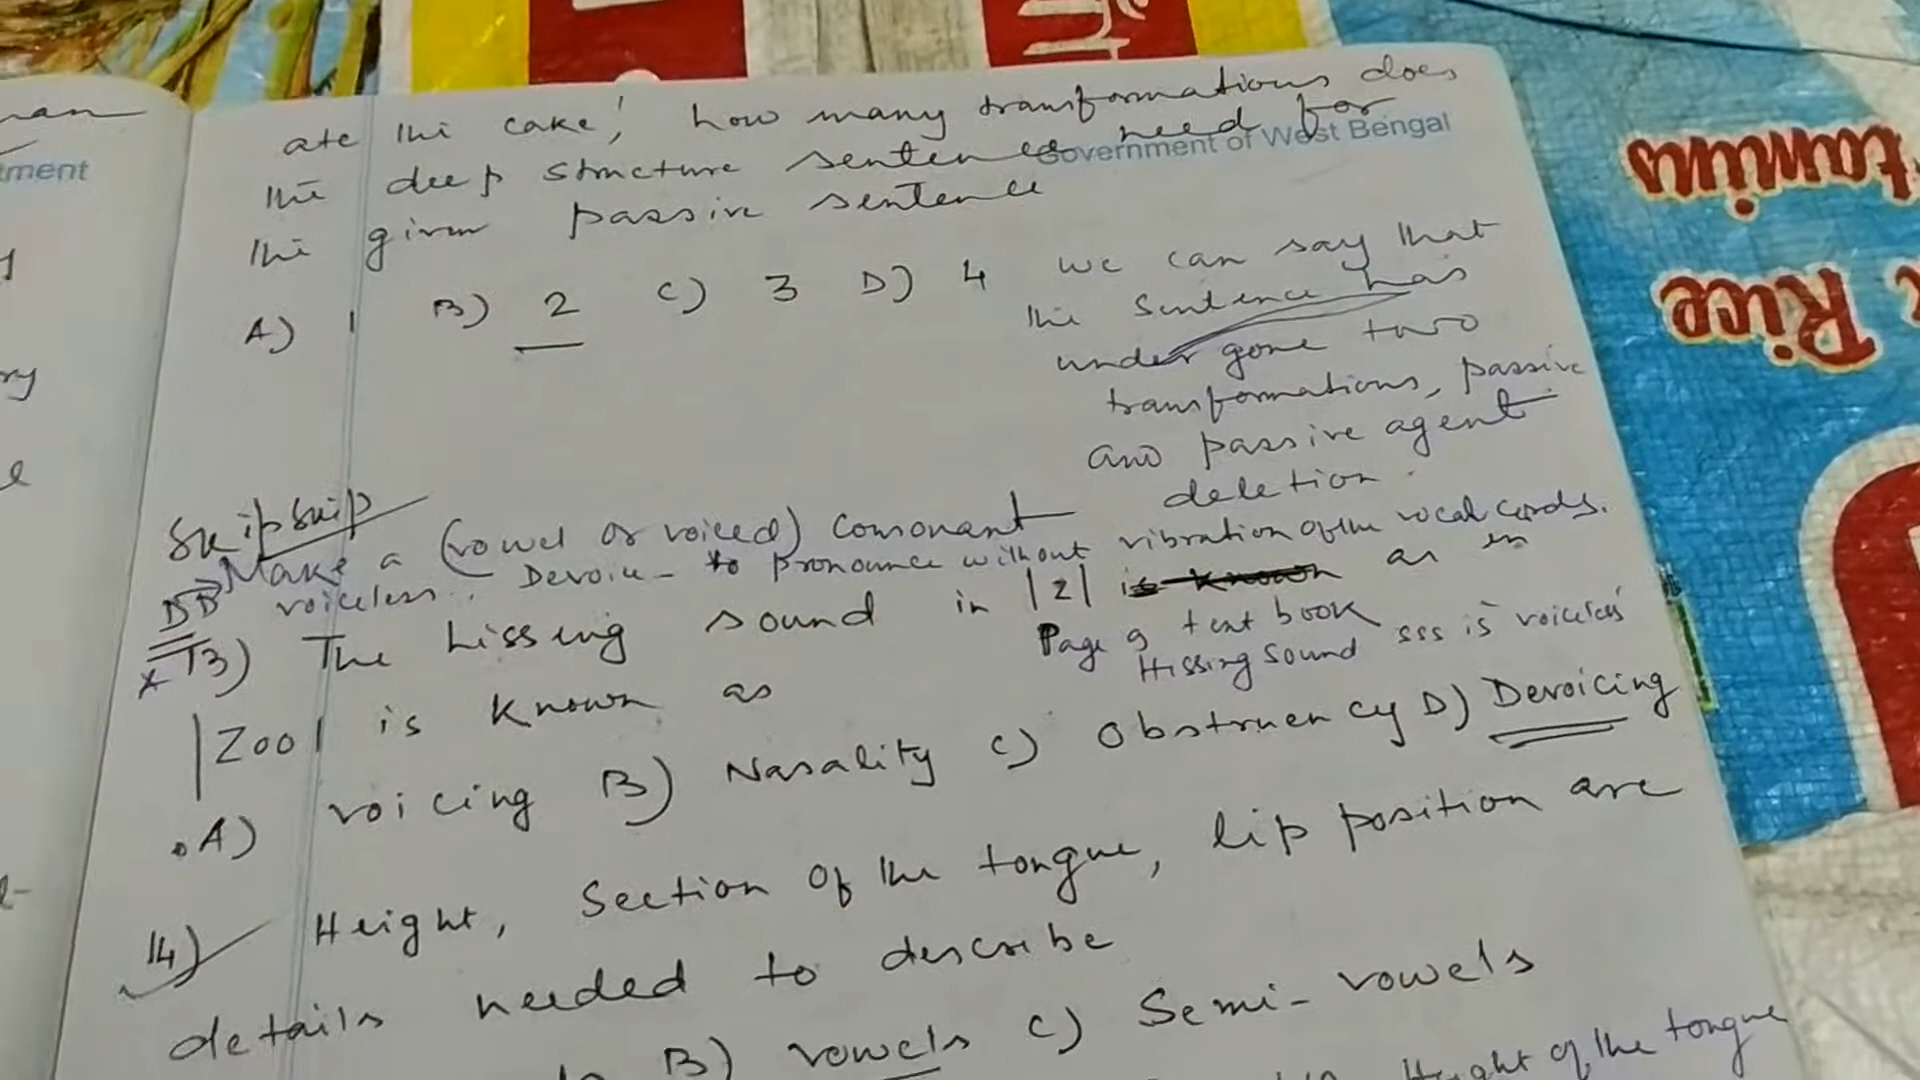 ate the cake', how many transformations does
Government of West Bengal
the deep structure sentence need for
the given passive sentence
A) 1 B) 2 C) 3 D) 4
we can say that
the sentence has
under gone two
transformations, passive
and passive agent
deletion.
Skip
Make a (vowel or voiced) consonant
voiceless. Devoice - to pronounce without vibration of the vocal cords.
13) The hissing sound in |z| as in
Page 9 text book
Hissing sound sss is voiceless
|Zoo| is known as
A) voicing B) Nasality C) Obstruency D) Devoicing
14) Height, Section of the tongue, lip position are
details needed to describe
B) vowels C) Semi-vowels
Height of the tongue
Rice